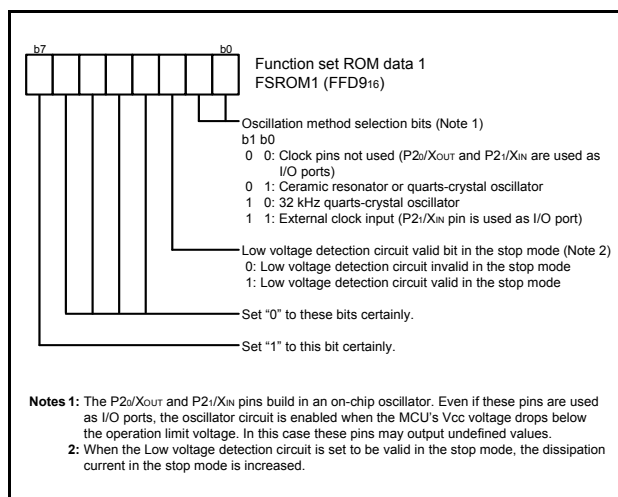 b7 b0
Function set ROM data 1
FSROM1 (FFD916)
Oscillation method selection bits (Note 1)
b1 b0
0 0: Clock pins not used (P20/XOUT and P21/XIN are used as
I/O ports)
0 1: Ceramic resonator or quarts-crystal oscillator
1 0: 32 kHz quarts-crystal oscillator
1 1: External clock input (P21/XIN pin is used as I/O port)
Low voltage detection circuit valid bit in the stop mode (Note 2)
0: Low voltage detection circuit invalid in the stop mode
1: Low voltage detection circuit valid in the stop mode
Set “0” to these bits certainly.
Set “1” to this bit certainly.
Notes 1: The P20/XOUT and P21/XIN pins build in an on-chip oscillator. Even if these pins are used
as I/O ports, the oscillator circuit is enabled when the MCU’s Vcc voltage drops below
the operation limit voltage. In this case these pins may output undefined values.
2: When the Low voltage detection circuit is set to be valid in the stop mode, the dissipation
current in the stop mode is increased.